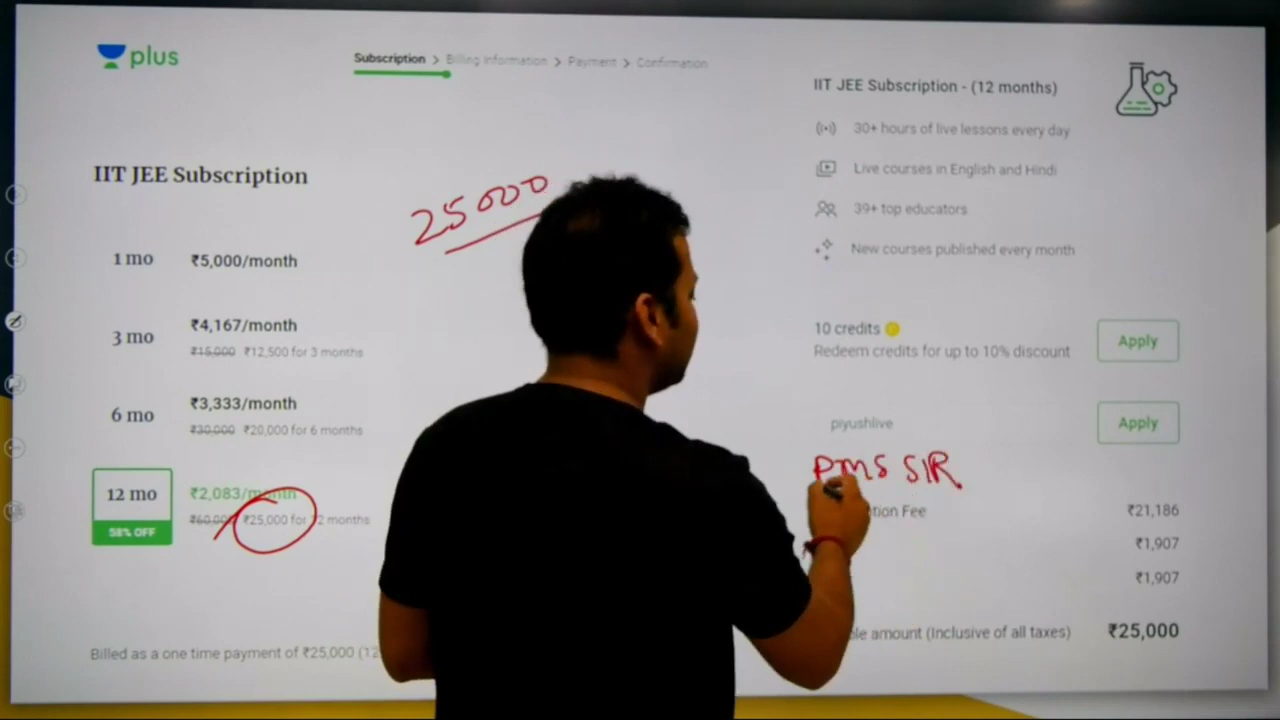 plus
Subscription > Billing Information > Payment > Confirmation
IIT JEE Subscription
25000
1 mo ₹5,000/month
3 mo ₹4,167/month
₹15,000 ₹12,500 for 3 months
6 mo ₹3,333/month
₹30,000 ₹20,000 for 6 months
12 mo ₹2,083/month
58% OFF ₹60,000 ₹25,000 for 12 months
Billed as a one time payment of ₹25,000 (12
IIT JEE Subscription - (12 months)
30+ hours of live lessons every day
Live courses in English and Hindi
39+ top educators
New courses published every month
10 credits
Redeem credits for up to 10% discount
Apply
piyushlive
Apply
PMS SIR
Fee ₹21,186
₹1,907
₹1,907
amount (Inclusive of all taxes) ₹25,000